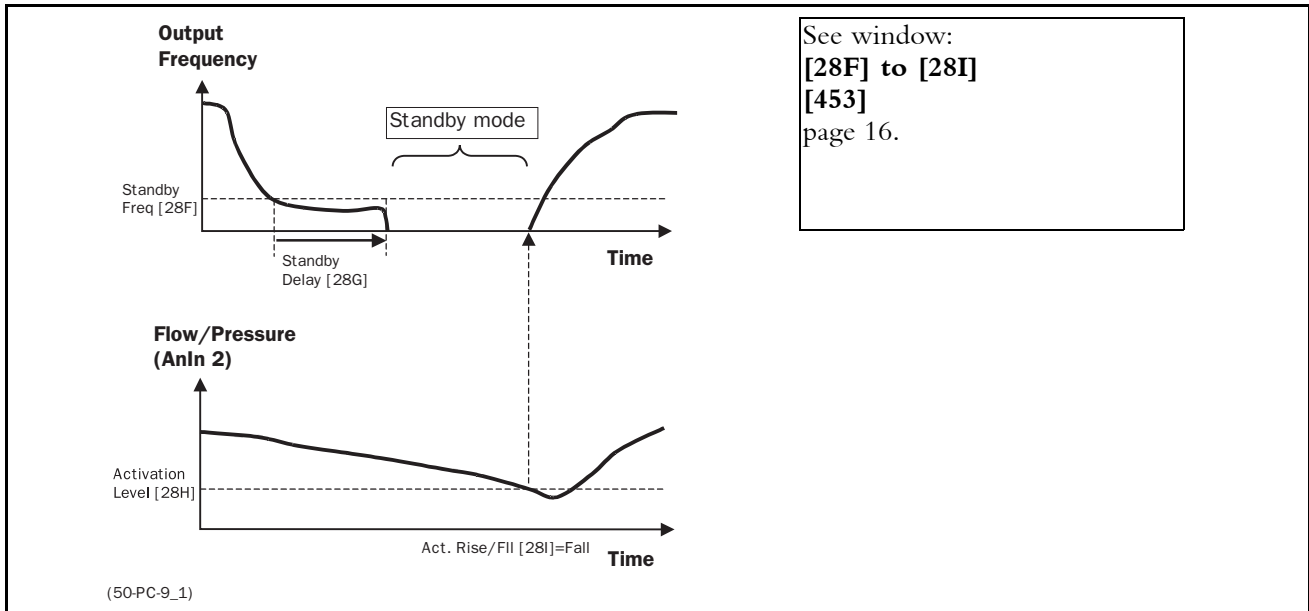 Output
Frequency
Standby mode
Standby
Freq [28F]
Standby
Delay [28G]
Time
Flow/Pressure
(AnIn 2)
Activation
Level [28H]
Act. Rise/Fll [28I]=Fall
Time
(50-PC-9_1)
See window:
[28F] to [28I]
[453]
page 16.